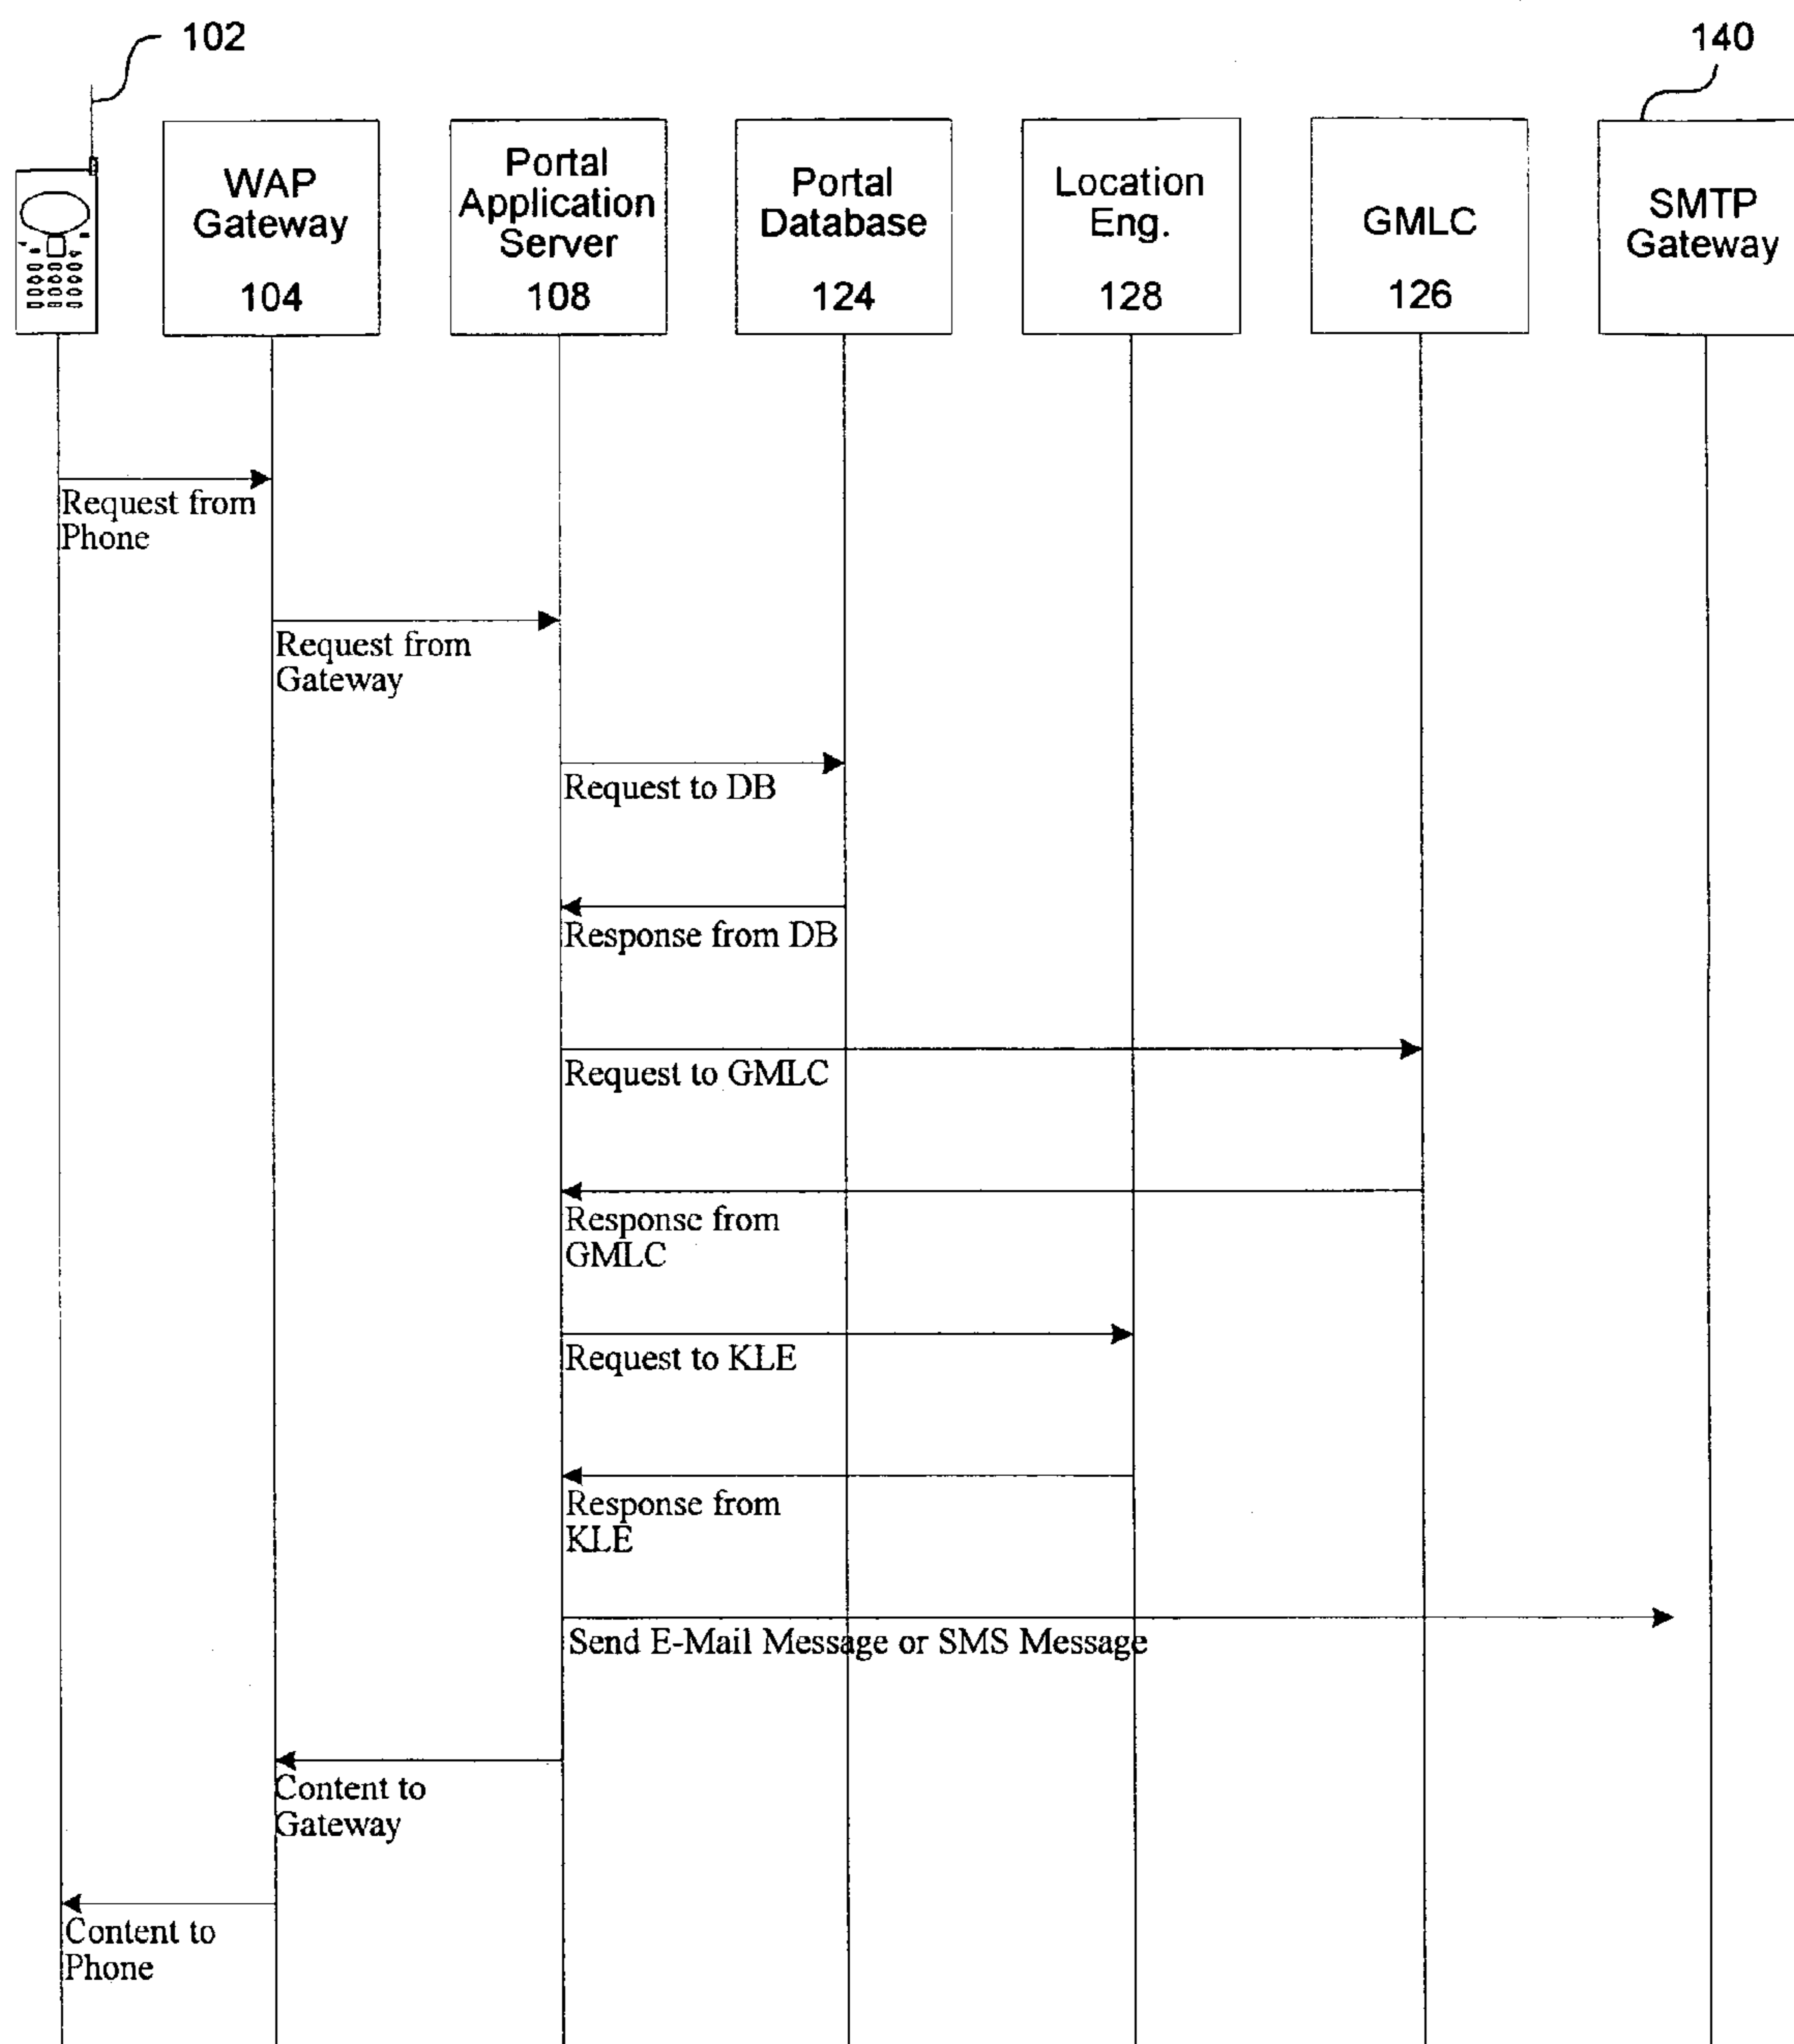 102
140
WAP
Gateway
104
Portal
Application
Server
108
Portal
Database
124
Location
Eng.
128
GMLC
126
SMTP
Gateway
Request from
Phone
Request from
Gateway
Request to DB
Response from DB
Request to GMLC
Response from
GMLC
Request to KLE
Response from
KLE
Send E-Mail Message or SMS Message
Content to
Gateway
Content to
Phone